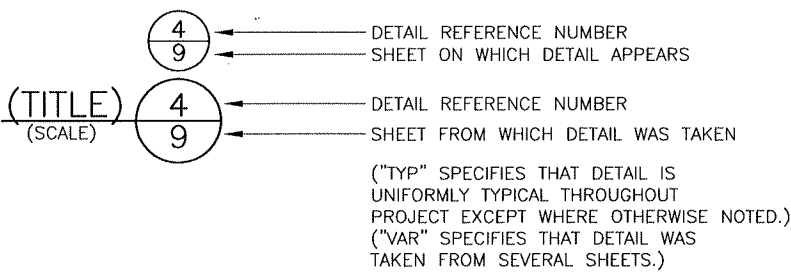 4 DETAIL REFERENCE NUMBER
9 SHEET ON WHICH DETAIL APPEARS
(TITLE) 4 DETAIL REFERENCE NUMBER
(SCALE) 9 SHEET FROM WHICH DETAIL WAS TAKEN
("TYP" SPECIFIES THAT DETAIL IS
UNIFORMLY TYPICAL THROUGHOUT
PROJECT EXCEPT WHERE OTHERWISE NOTED.)
("VAR" SPECIFIES THAT DETAIL WAS
TAKEN FROM SEVERAL SHEETS.)